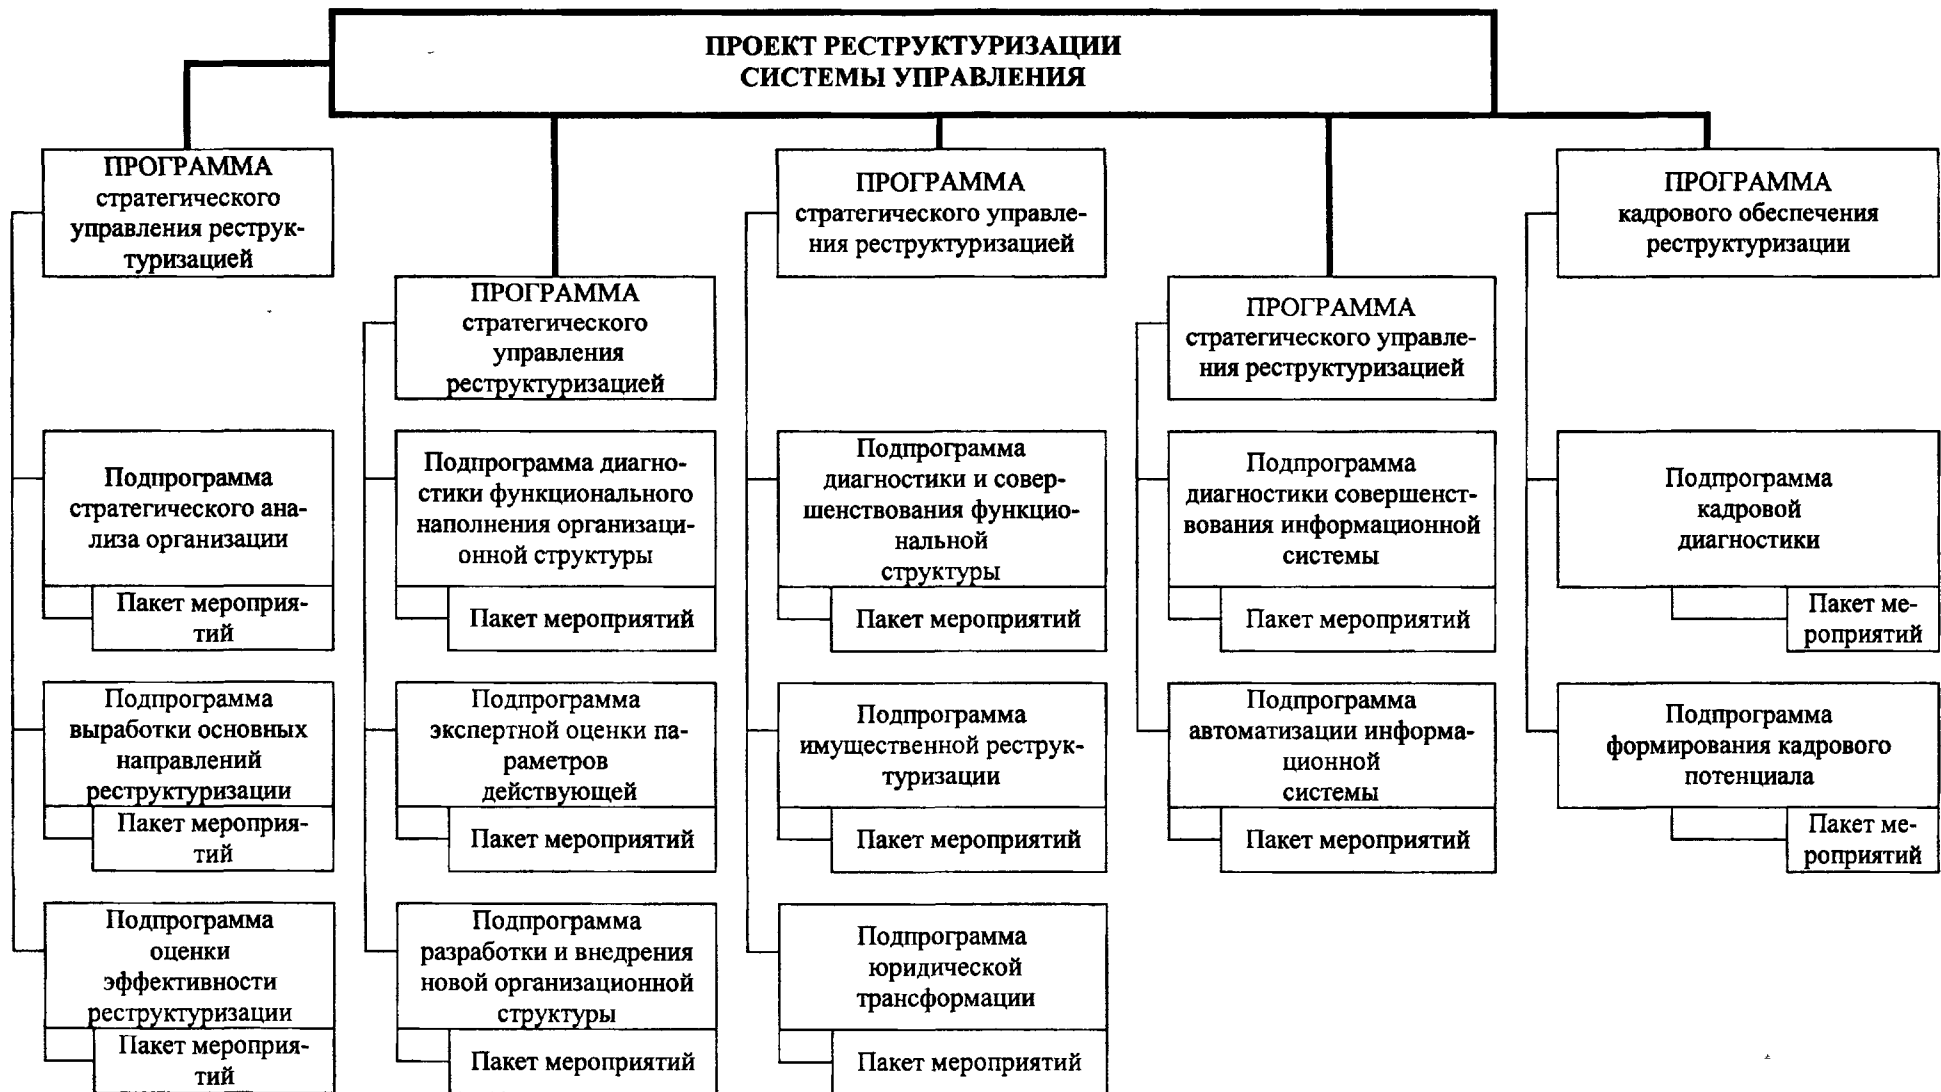 ПРОЕКТ РЕСТРУКТУРИЗАЦИИ
СИСТЕМЫ УПРАВЛЕНИЯ
ПРОГРАММА
стратегического
управления реструк-
туризацией
Подпрограмма
стратегического ана-
лиза организации
Пакет мероприя-
тий
Подпрограмма
выработки основных
направлений
реструктуризации
Пакет мероприя-
тий
Подпрограмма
оценки
эффективности
реструктуризации
Пакет мероприя-
тий
ПРОГРАММА
стратегического
управления
реструктуризацией
Подпрограмма диагно-
стики функционального
наполнения организаци-
онной структуры
Пакет мероприятий
Подпрограмма
экспертной оценки па-
раметров
действующей
Пакет мероприятий
Подпрограмма
разработки и внедрения
новой организационной
структуры
Пакет мероприятий
ПРОГРАММА
стратегического управле-
ния реструктуризацией
Подпрограмма
диагностики и совер-
шенствования функцио-
нальной
структуры
Пакет мероприятий
Подпрограмма
имущественной реструк-
туризации
Пакет мероприятий
Подпрограмма
юридической
трансформации
Пакет мероприятий
ПРОГРАММА
стратегического управле-
ния реструктуризацией
Подпрограмма
диагностики совершенст-
вования информационной
системы
Пакет мероприятий
Подпрограмма
автоматизации информа-
ционной
системы
Пакет мероприятий
ПРОГРАММА
кадрового обеспечения
реструктуризации
Подпрограмма
кадровой
диагностики
Пакет ме-
роприятий
Подпрограмма
формирования кадрового
потенциала
Пакет ме-
роприятий